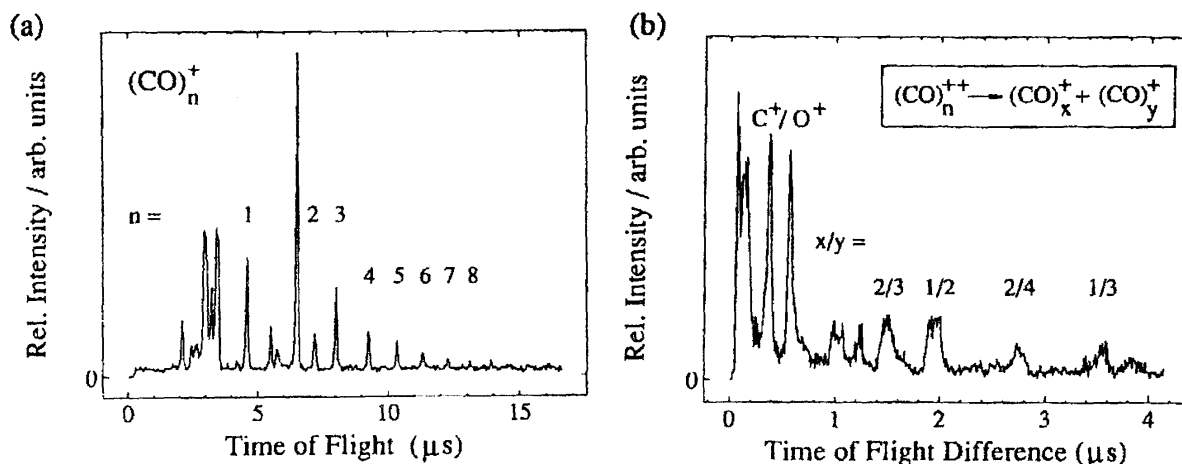 (a)
Rel. Intensity / arb. units
(CO)n+
n = 1 2 3
4 5 6 7 8
0
0 5 10 15
Time of Flight (μs)
(b)
Rel. Intensity / arb. units
(CO)n++ → (CO)x+ + (CO)y+
C+/O+
x/y =
2/3 1/2 2/4 1/3
0
0 1 2 3 4
Time of Flight Difference (μs)